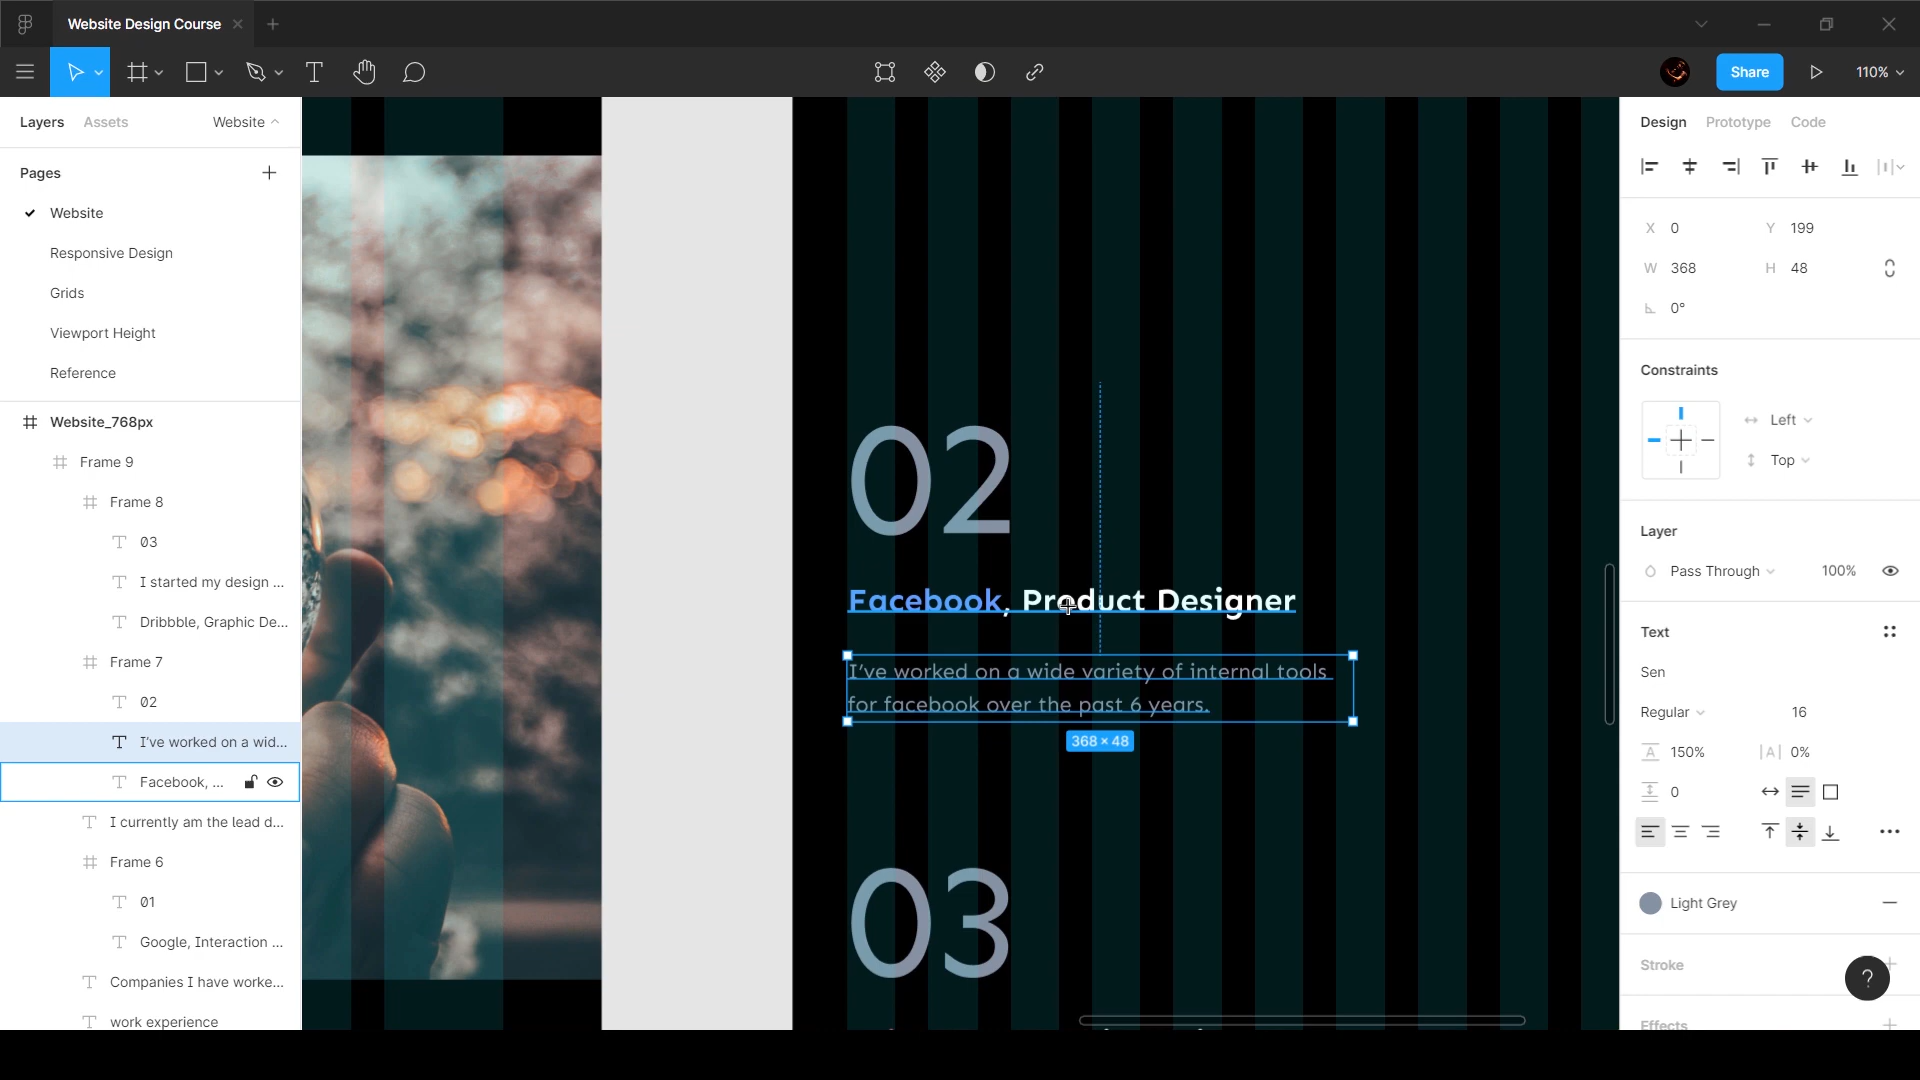 Website Design Course
Share
110%
Layers
Assets
Website
Pages
Website
Responsive Design
Grids
Viewport Height
Reference
Website_768px
Frame 9
Frame 8
03
I started my design ...
Dribbble, Graphic De...
Frame 7
02
I've worked on a wid...
Facebook, ...
I currently am the lead d...
Frame 6
01
Google, Interaction ...
Companies I have worke...
work experience
02
Facebook, Product Designer
I've worked on a wide variety of internal tools
for facebook over the past 6 years.
368 × 48
03
Design
Prototype
Code
X 0
Y 199
W 368
H 48
0°
Constraints
Left
Top
Layer
Pass Through
100%
Text
Sen
Regular
16
150%
0%
0
Light Grey
Stroke
?
Effects